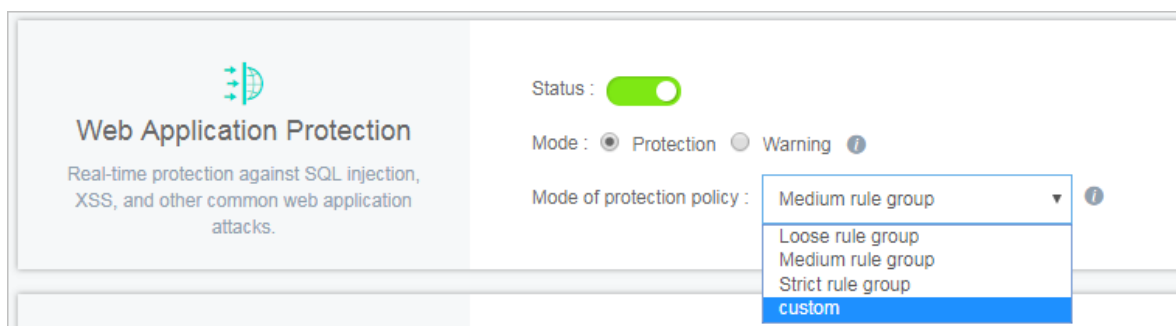 Web Application Protection
Real-time protection against SQL injection,
XSS, and other common web application
attacks.
Status :
Mode : Protection Warning i
Mode of protection policy : Medium rule group ▼ i
Loose rule group
Medium rule group
Strict rule group
custom